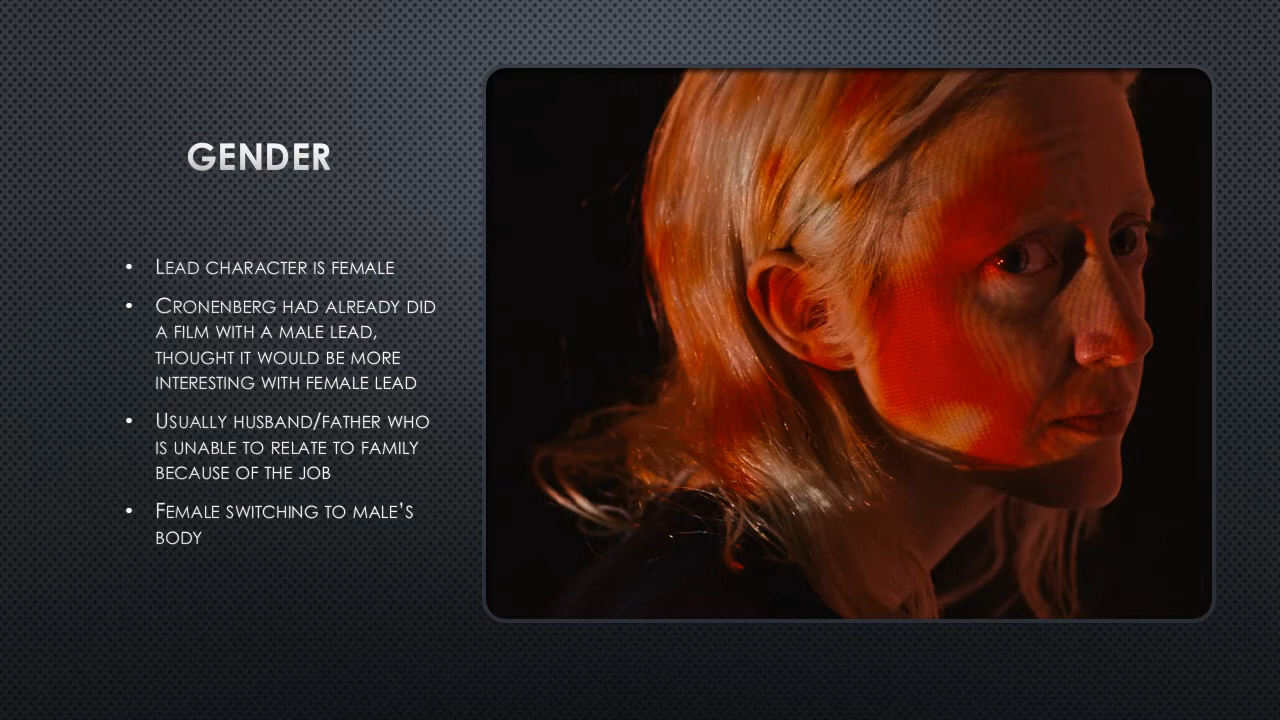 GENDER
• Lead character is female
• Cronenberg had already did
a film with a male lead,
thought it would be more
interesting with female lead
• Usually husband/father who
is unable to relate to family
because of the job
• Female switching to male's
body